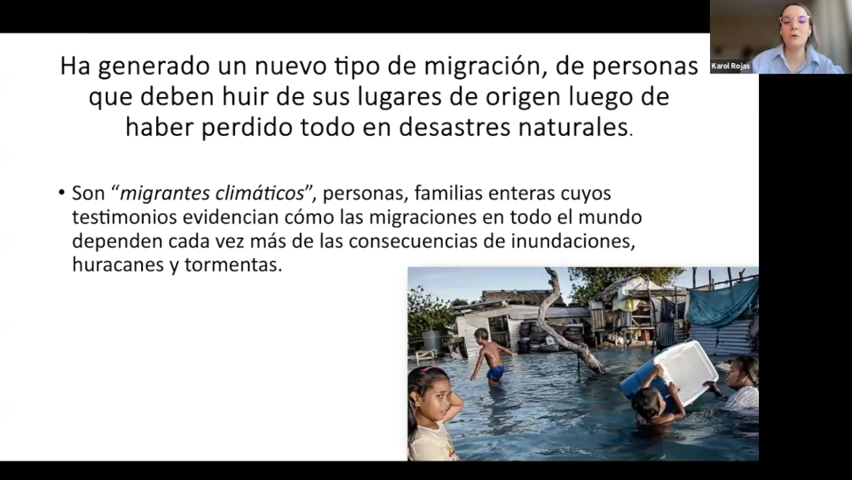 Ha generado un nuevo tipo de migración, de personas
que deben huir de sus lugares de origen luego de
haber perdido todo en desastres naturales.
Karol Rojas
• Son “migrantes climáticos”, personas, familias enteras cuyos
testimonios evidencian cómo las migraciones en todo el mundo
dependen cada vez más de las consecuencias de inundaciones,
huracanes y tormentas.